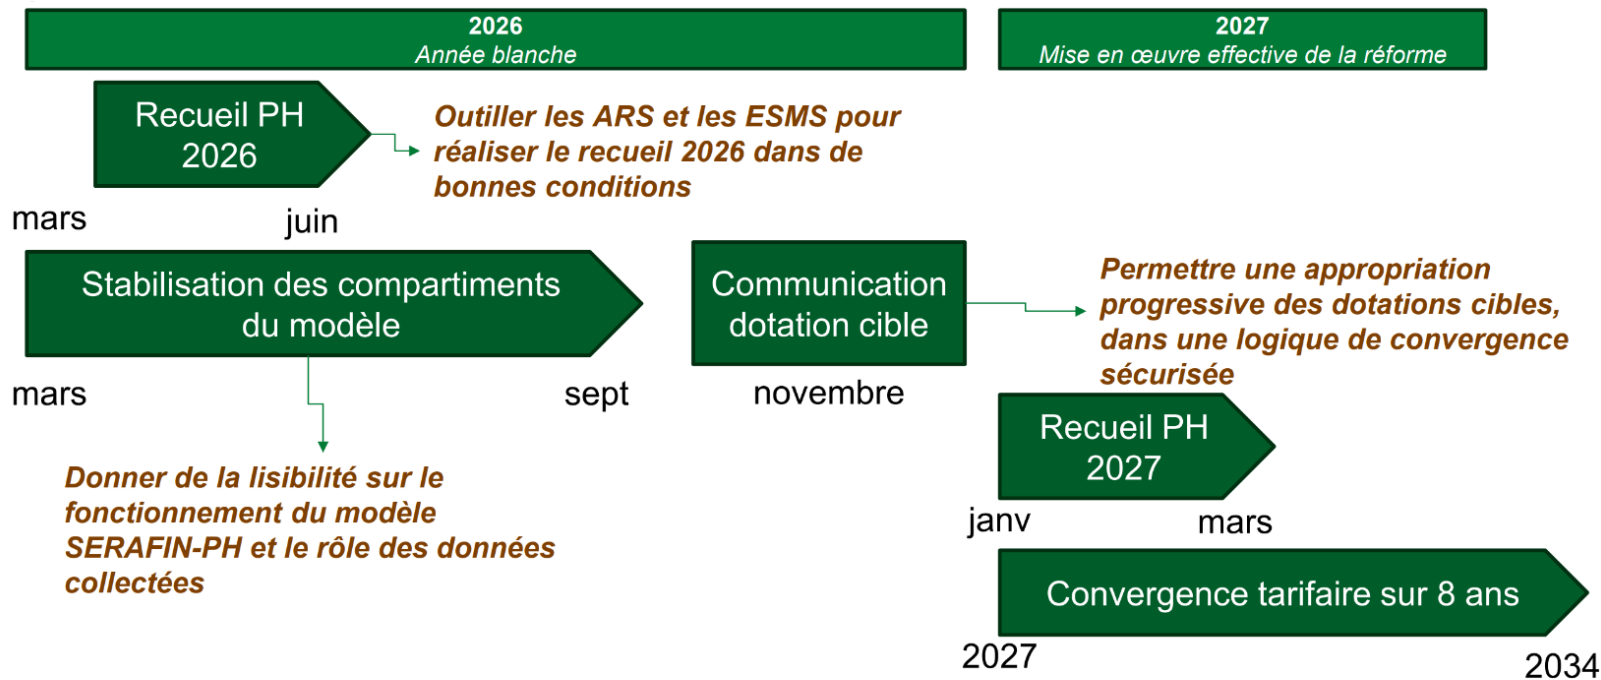 2026
Année blanche
2027
Mise en œuvre effective de la réforme
Recueil PH
2026
mars
juin
Outiller les ARS et les ESMS pour
réaliser le recueil 2026 dans de
bonnes conditions
Stabilisation des compartiments
du modèle
mars
sept
Communication
dotation cible
novembre
Permettre une appropriation
progressive des dotations cibles,
dans une logique de convergence
sécurisée
Donner de la lisibilité sur le
fonctionnement du modèle
SERAFIN-PH et le rôle des données
collectées
Recueil PH
2027
janv
mars
Convergence tarifaire sur 8 ans
2027
2034